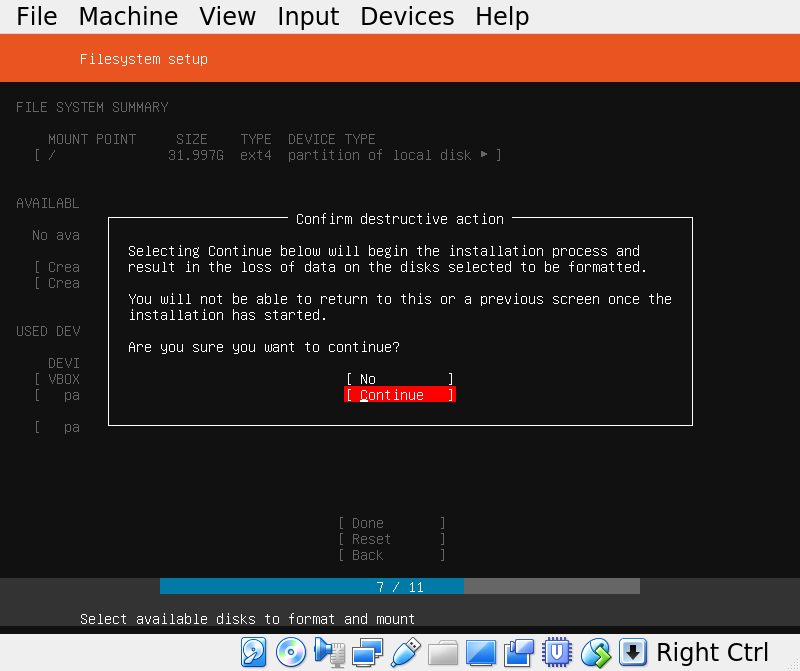 File Machine View Input Devices Help
Filesystem setup
FILE SYSTEM SUMMARY
MOUNT POINT SIZE TYPE DEVICE TYPE
[ / 31.997G ext4 partition of local disk ▸ ]
AVAILABL
No ava
[ Crea
[ Crea
USED DEV
DEVI
[ VBOX
[ pa
[ pa
Confirm destructive action
Selecting Continue below will begin the installation process and
result in the loss of data on the disks selected to be formatted.
You will not be able to return to this or a previous screen once the
installation has started.
Are you sure you want to continue?
[ No ]
[ Continue ]
[ Done ]
[ Reset ]
[ Back ]
7 / 11
Select available disks to format and mount
Right Ctrl